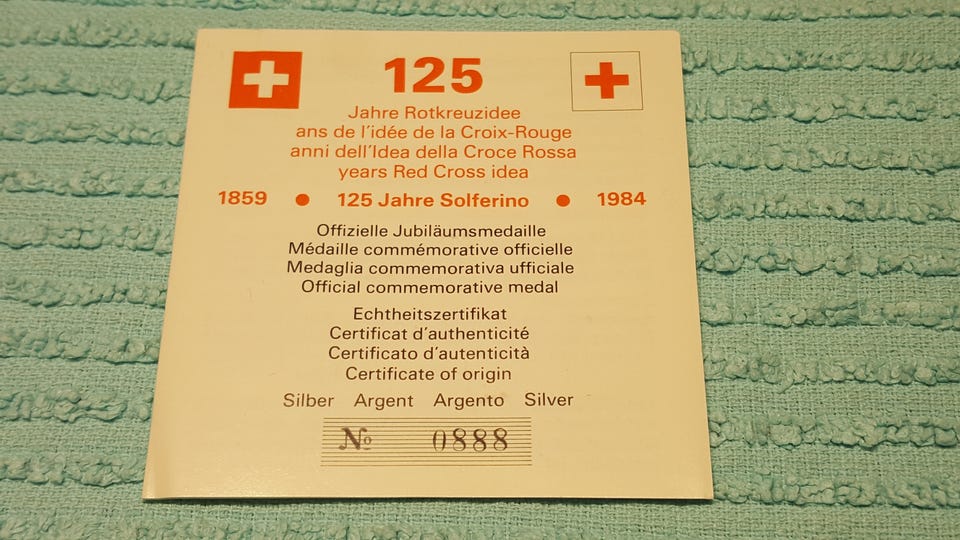 125
Jahre Rotkreuzidee
ans de l'idée de la Croix-Rouge
anni dell'Idea della Croce Rossa
years Red Cross idea
1859 ● 125 Jahre Solferino ● 1984
Offizielle Jubiläumsmedaille
Médaille commémorative officielle
Medaglia commemorativa ufficiale
Official commemorative medal
Echtheitszertifikat
Certificat d'authenticité
Certificato d'autenticità
Certificate of origin
Silber Argent Argento Silver
No 0888